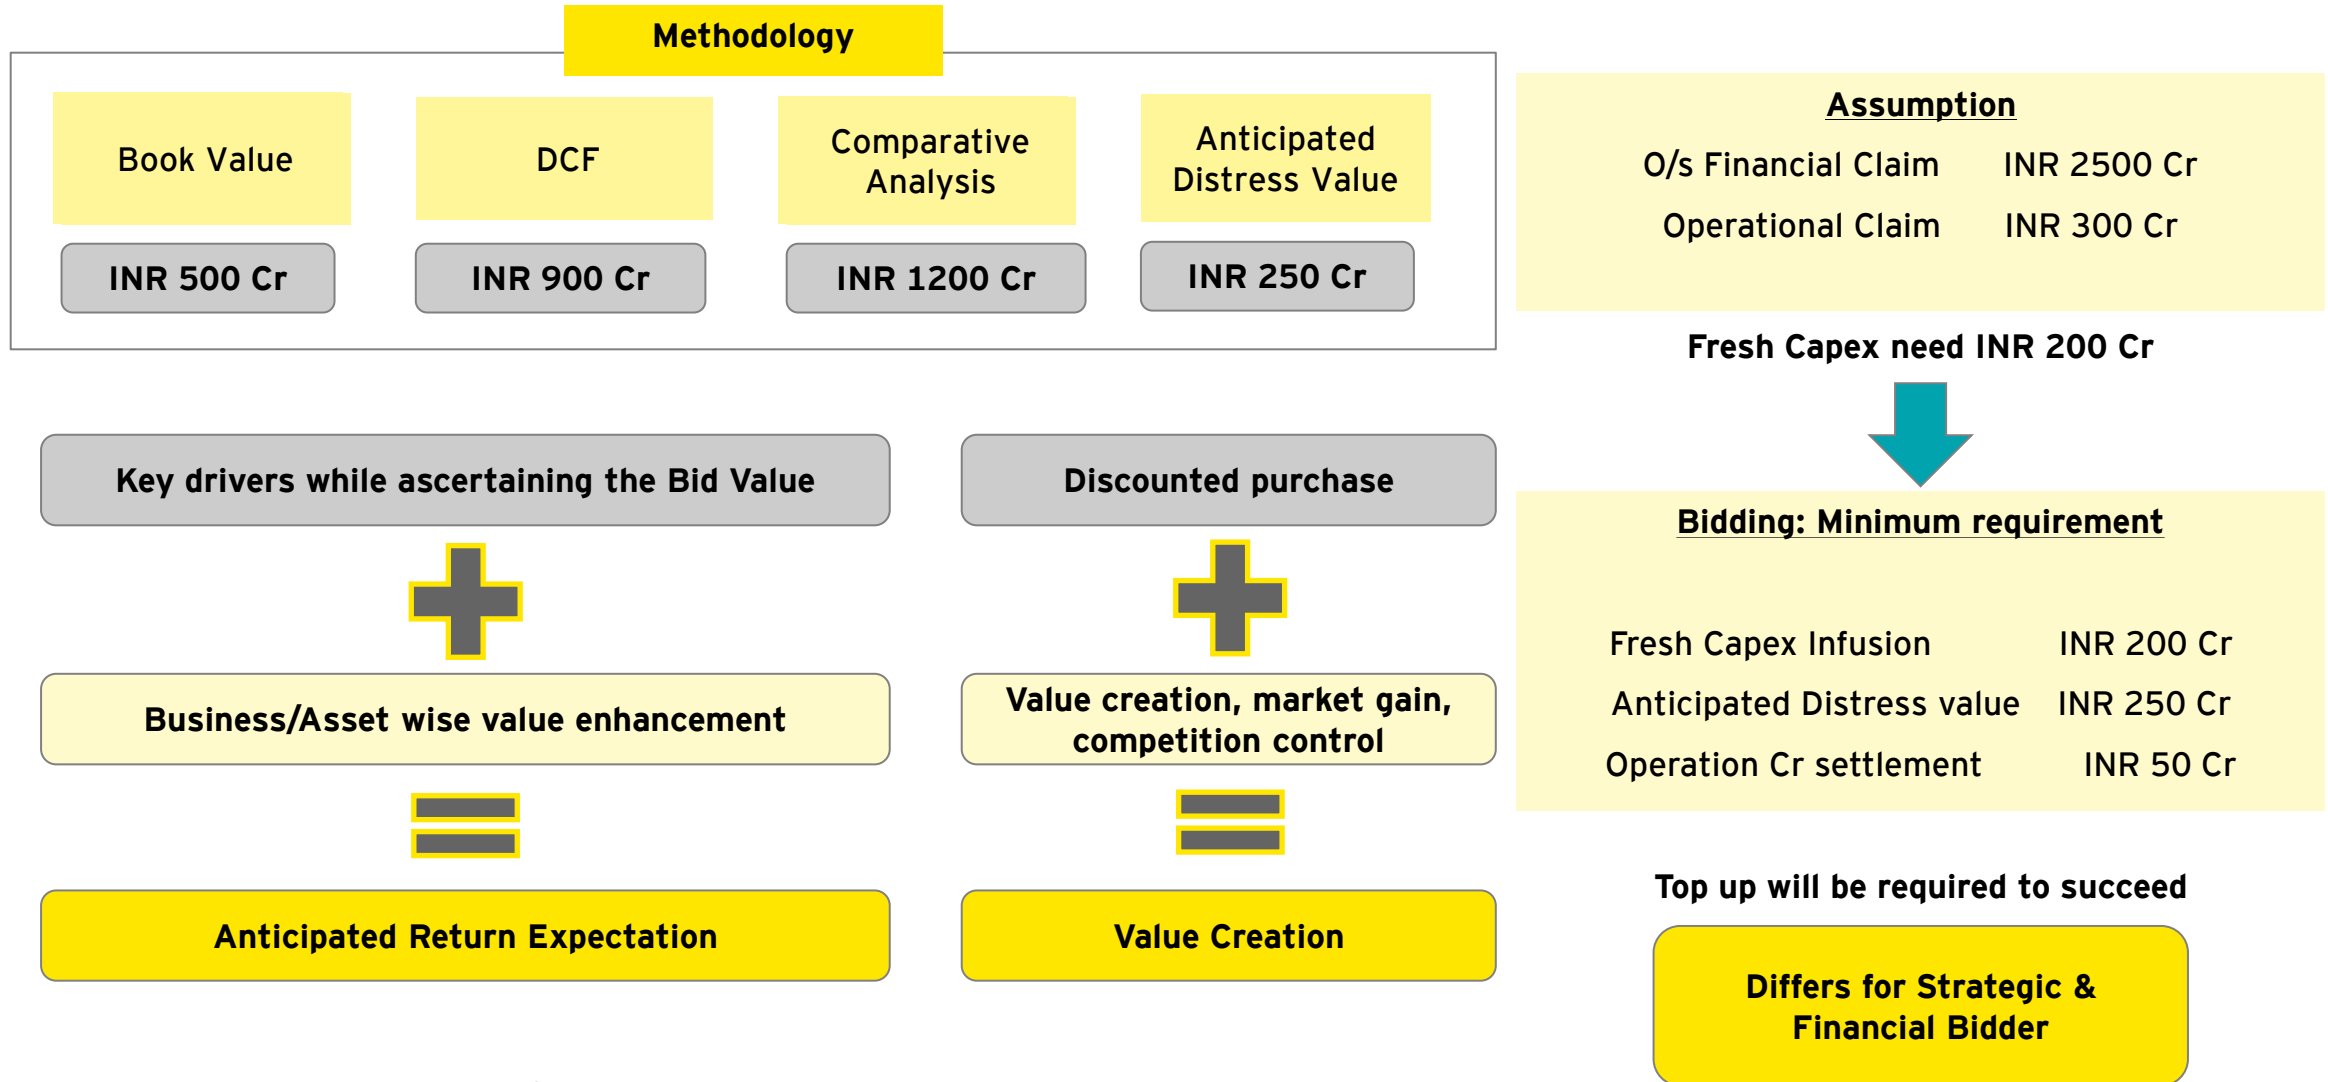 Methodology
Book Value
DCF
Comparative
Analysis
Anticipated
Distress Value
INR 500 Cr
INR 900 Cr
INR 1200 Cr
INR 250 Cr
Key drivers while ascertaining the Bid Value
Business/Asset wise value enhancement
Anticipated Return Expectation
Discounted purchase
Value creation, market gain,
competition control
Value Creation
Assumption
O/s Financial Claim INR 2500 Cr
Operational Claim INR 300 Cr
Fresh Capex need INR 200 Cr
Bidding: Minimum requirement
Fresh Capex Infusion INR 200 Cr
Anticipated Distress value INR 250 Cr
Operation Cr settlement INR 50 Cr
Top up will be required to succeed
Differs for Strategic &
Financial Bidder